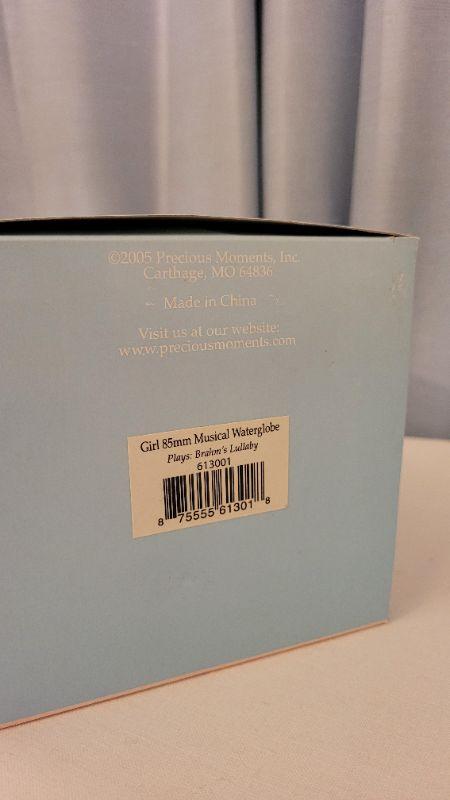 ©2005 Precious Moments, Inc.
Carthage, MO 64836
Made in China
Visit us at our website:
www.preciousmoments.com
Girl 85mm Musical Waterglobe
Plays: Brahm's Lullaby
613001
8 75555 61301 8